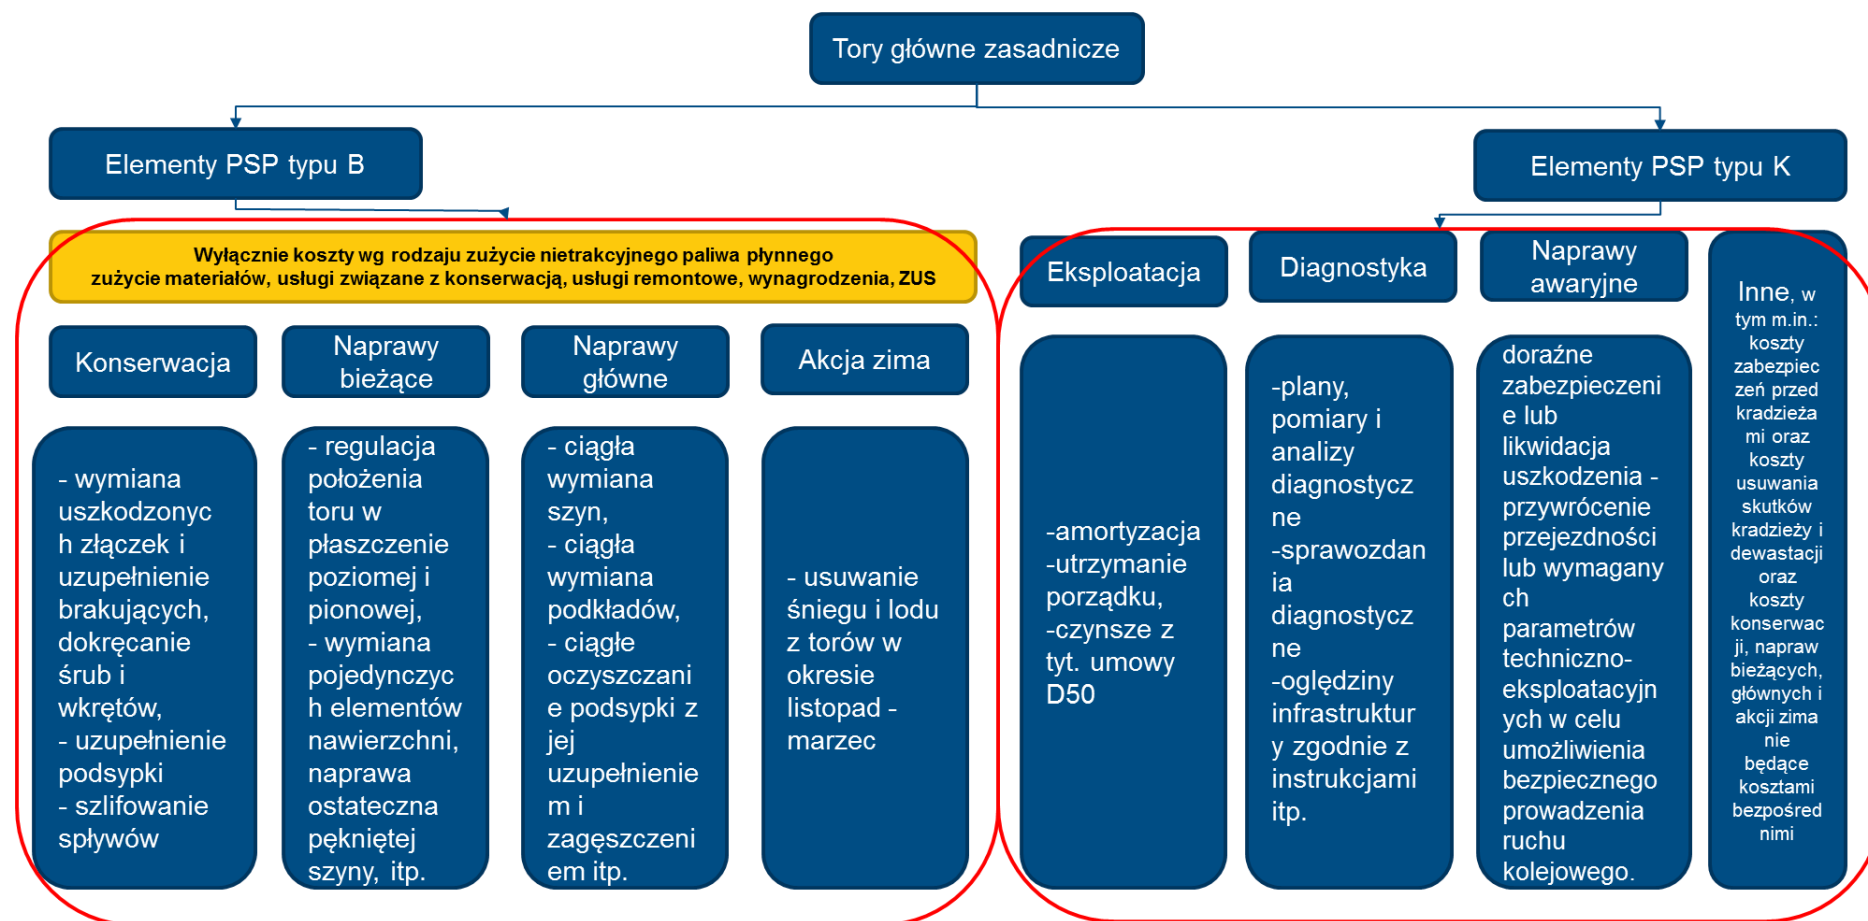 Tory główne zasadnicze
Elementy PSP typu B
Elementy PSP typu K
Wyłącznie koszty wg rodzaju zużycie nietrakcyjnego paliwa płynnego
zużycie materiałów, usługi związane z konserwacją, usługi remontowe, wynagrodzenia, ZUS
Konserwacja
- wymiana
uszkodzonyc
h złączek i
uzupełnienie
brakujących,
dokręcanie
śrub i
wkrętów,
- uzupełnienie
podsypki
- szlifowanie
spływów
Naprawy
bieżące
- regulacja
położenia
toru w
płaszczenie
poziomej i
pionowej,
- wymiana
pojedynczyc
h elementów
nawierzchni,
naprawa
ostateczna
pękniętej
szyny, itp.
Naprawy
główne
- ciągła
wymiana
szyn,
- ciągła
wymiana
podkładów,
- ciągłe
oczyszczani
e podsypki z
jej
uzupełnienie
m i
zagęszczeni
em itp.
Akcja zima
- usuwanie
śniegu i lodu
z torów w
okresie
listopad -
marzec
Eksploatacja
-amortyzacja
-utrzymanie
porządku,
-czynsze z
tyt. umowy
D50
Diagnostyka
-plany,
pomiary i
analizy
diagnostycz
ne
-sprawozdan
ia
diagnostycz
ne
-oględziny
infrastruktur
y zgodnie z
instrukcjami
itp.
Naprawy
awaryjne
doraźne
zabezpieczeni
e lub
likwidacja
uszkodzenia -
przywrócenie
przejezdności
lub wymagany
ch
parametrów
techniczno-
eksploatacyjn
ych w celu
umożliwienia
bezpiecznego
prowadzenia
ruchu
kolejowego.
Inne, w
tym m.in.:
koszty
zabezpiec
zeń przed
kradzieża
mi oraz
koszty
usuwania
skutków
kradzieży i
dewastacji
oraz
koszty
konserwac
ji, napraw
bieżących,
głównych i
akcji zima
nie
będące
kosztami
bezpośred
nimi